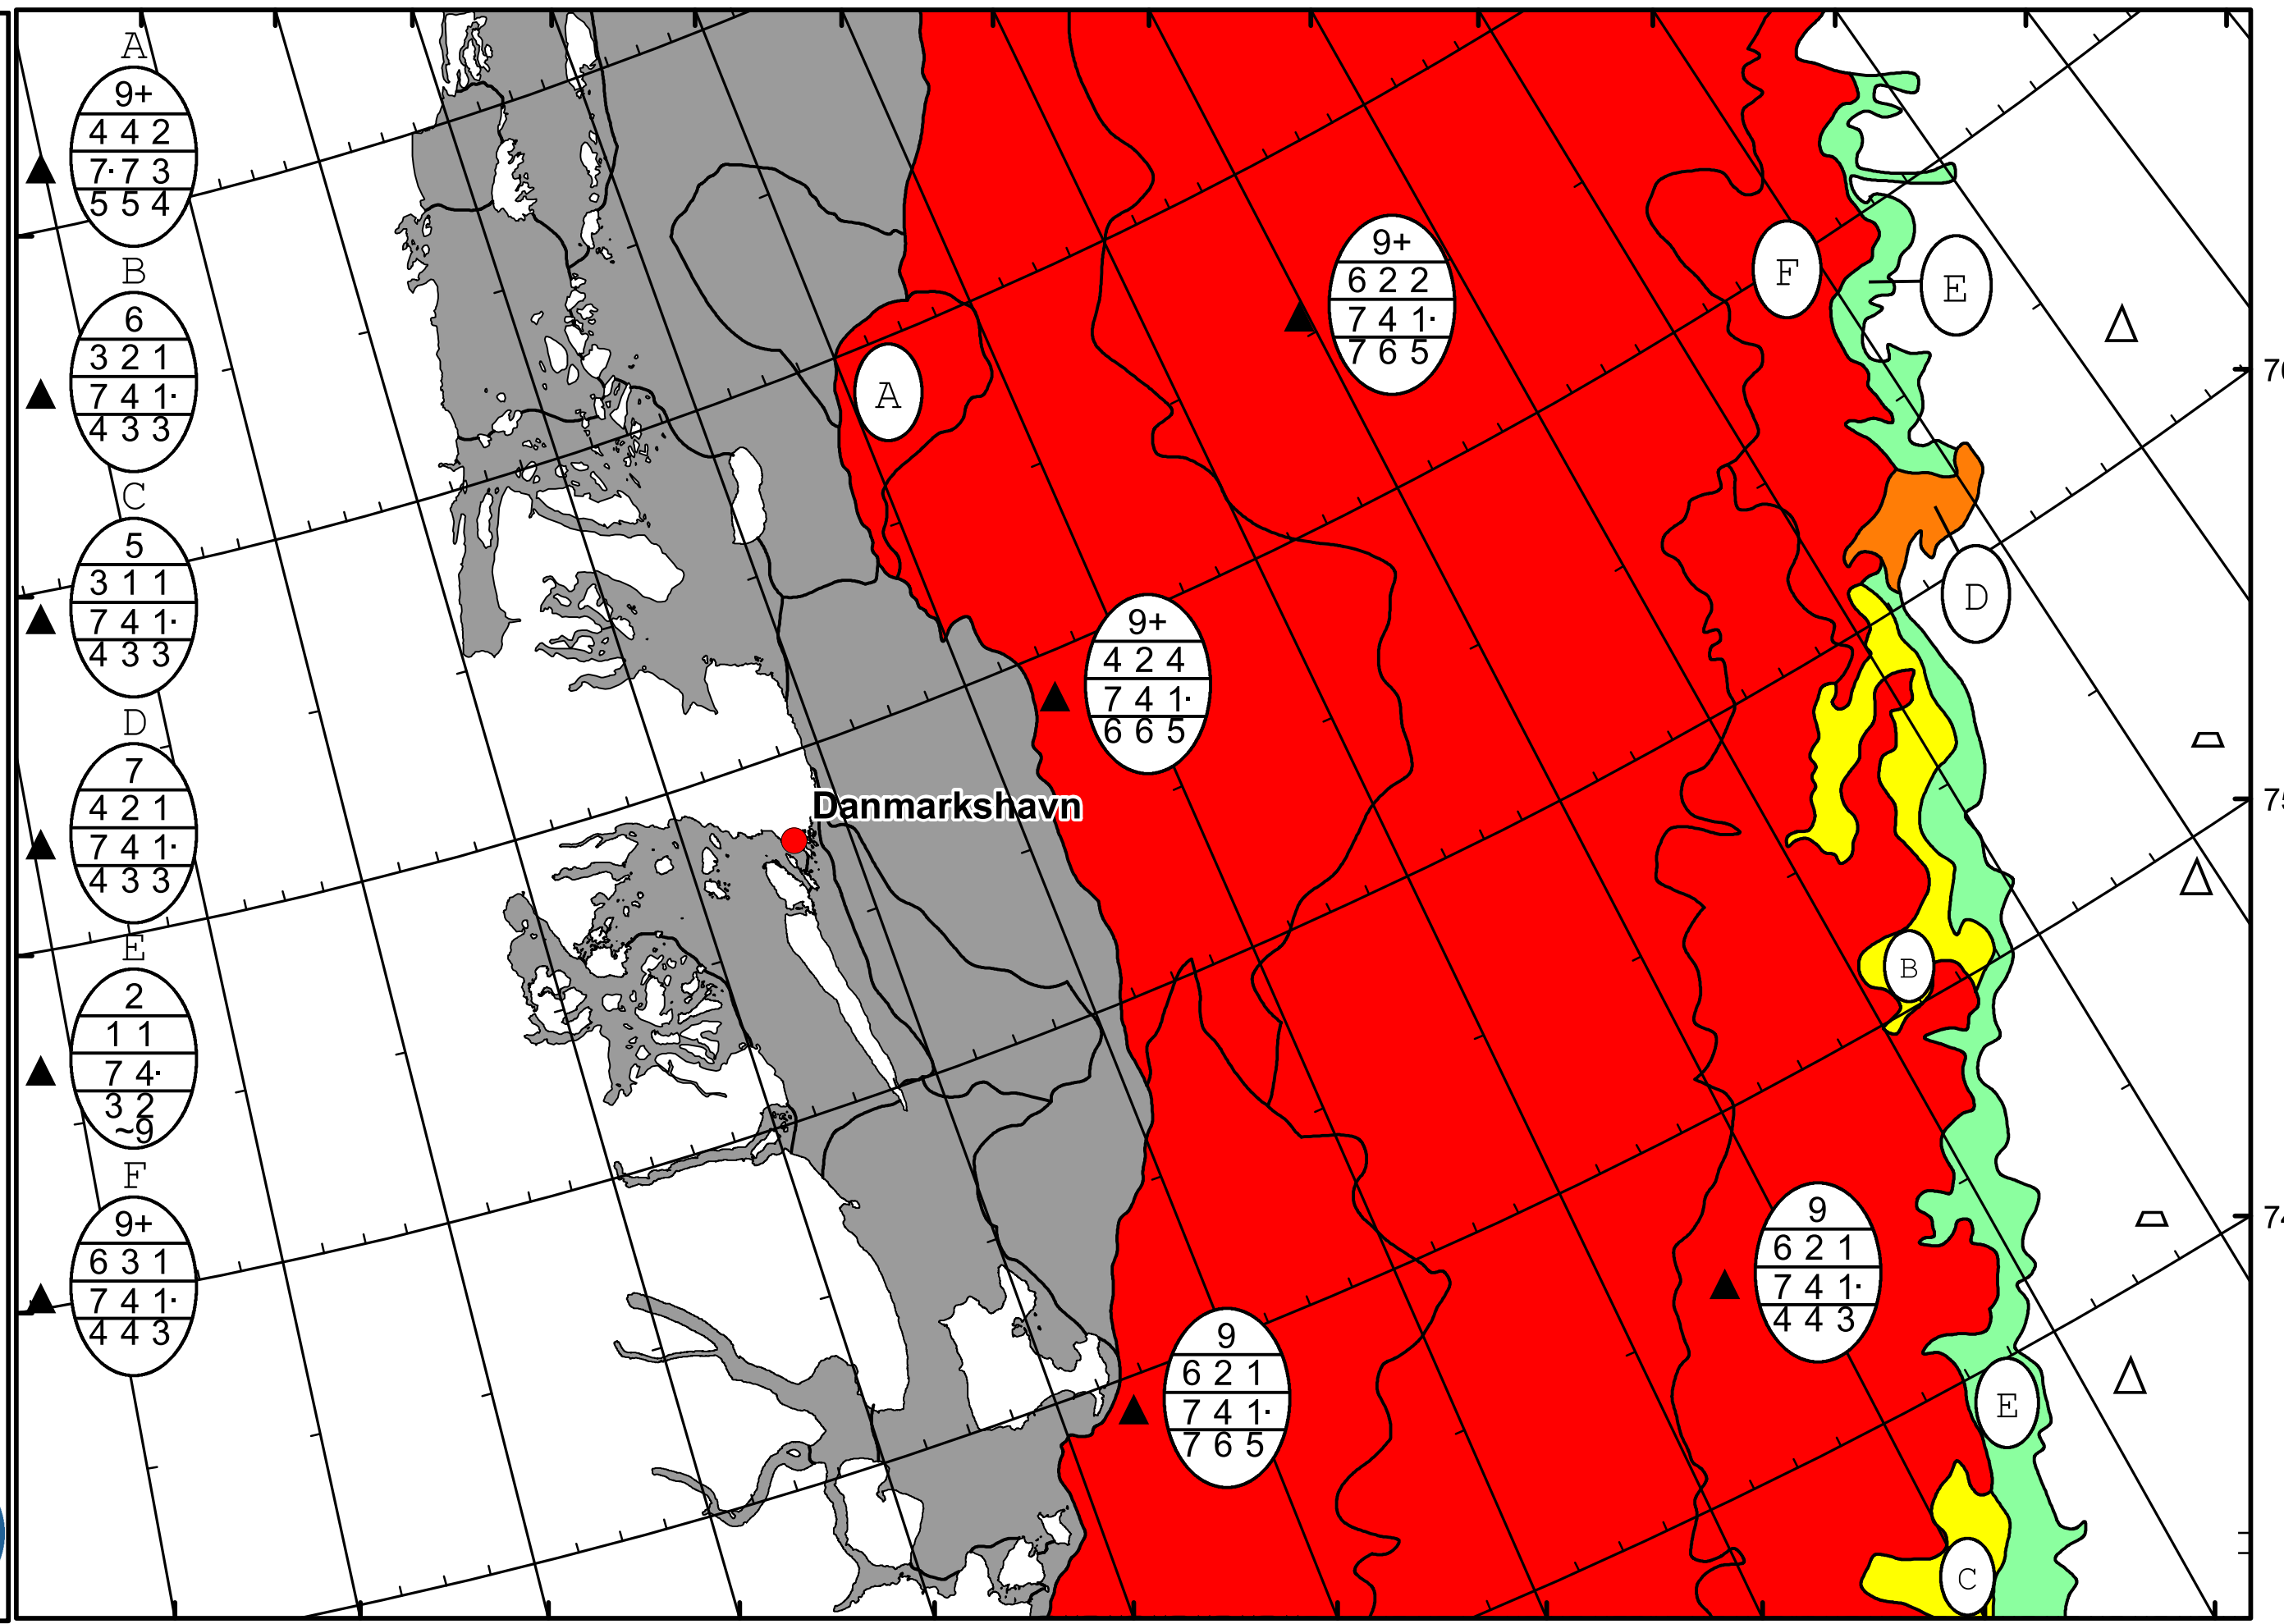 A
9+
4 4 2
7· 7 3
5 5 4
B
6
3 2 1
7 4 1·
4 3 3
C
5
3 1 1
7 4 1·
4 3 3
D
7
4 2 1
7 4 1·
4 3 3
E
2
1 1
7 4·
3 2
~9
F
9+
6 3 1
7 4 1·
4 4 3
9+
6 2 2
7 4 1·
7 6 5
F
E
A
D
9+
4 2 4
7 4 1·
6 6 5
Danmarkshavn
B
9
6 2 1
7 4 1·
4 4 3
9
6 2 1
7 4 1·
7 6 5
E
C